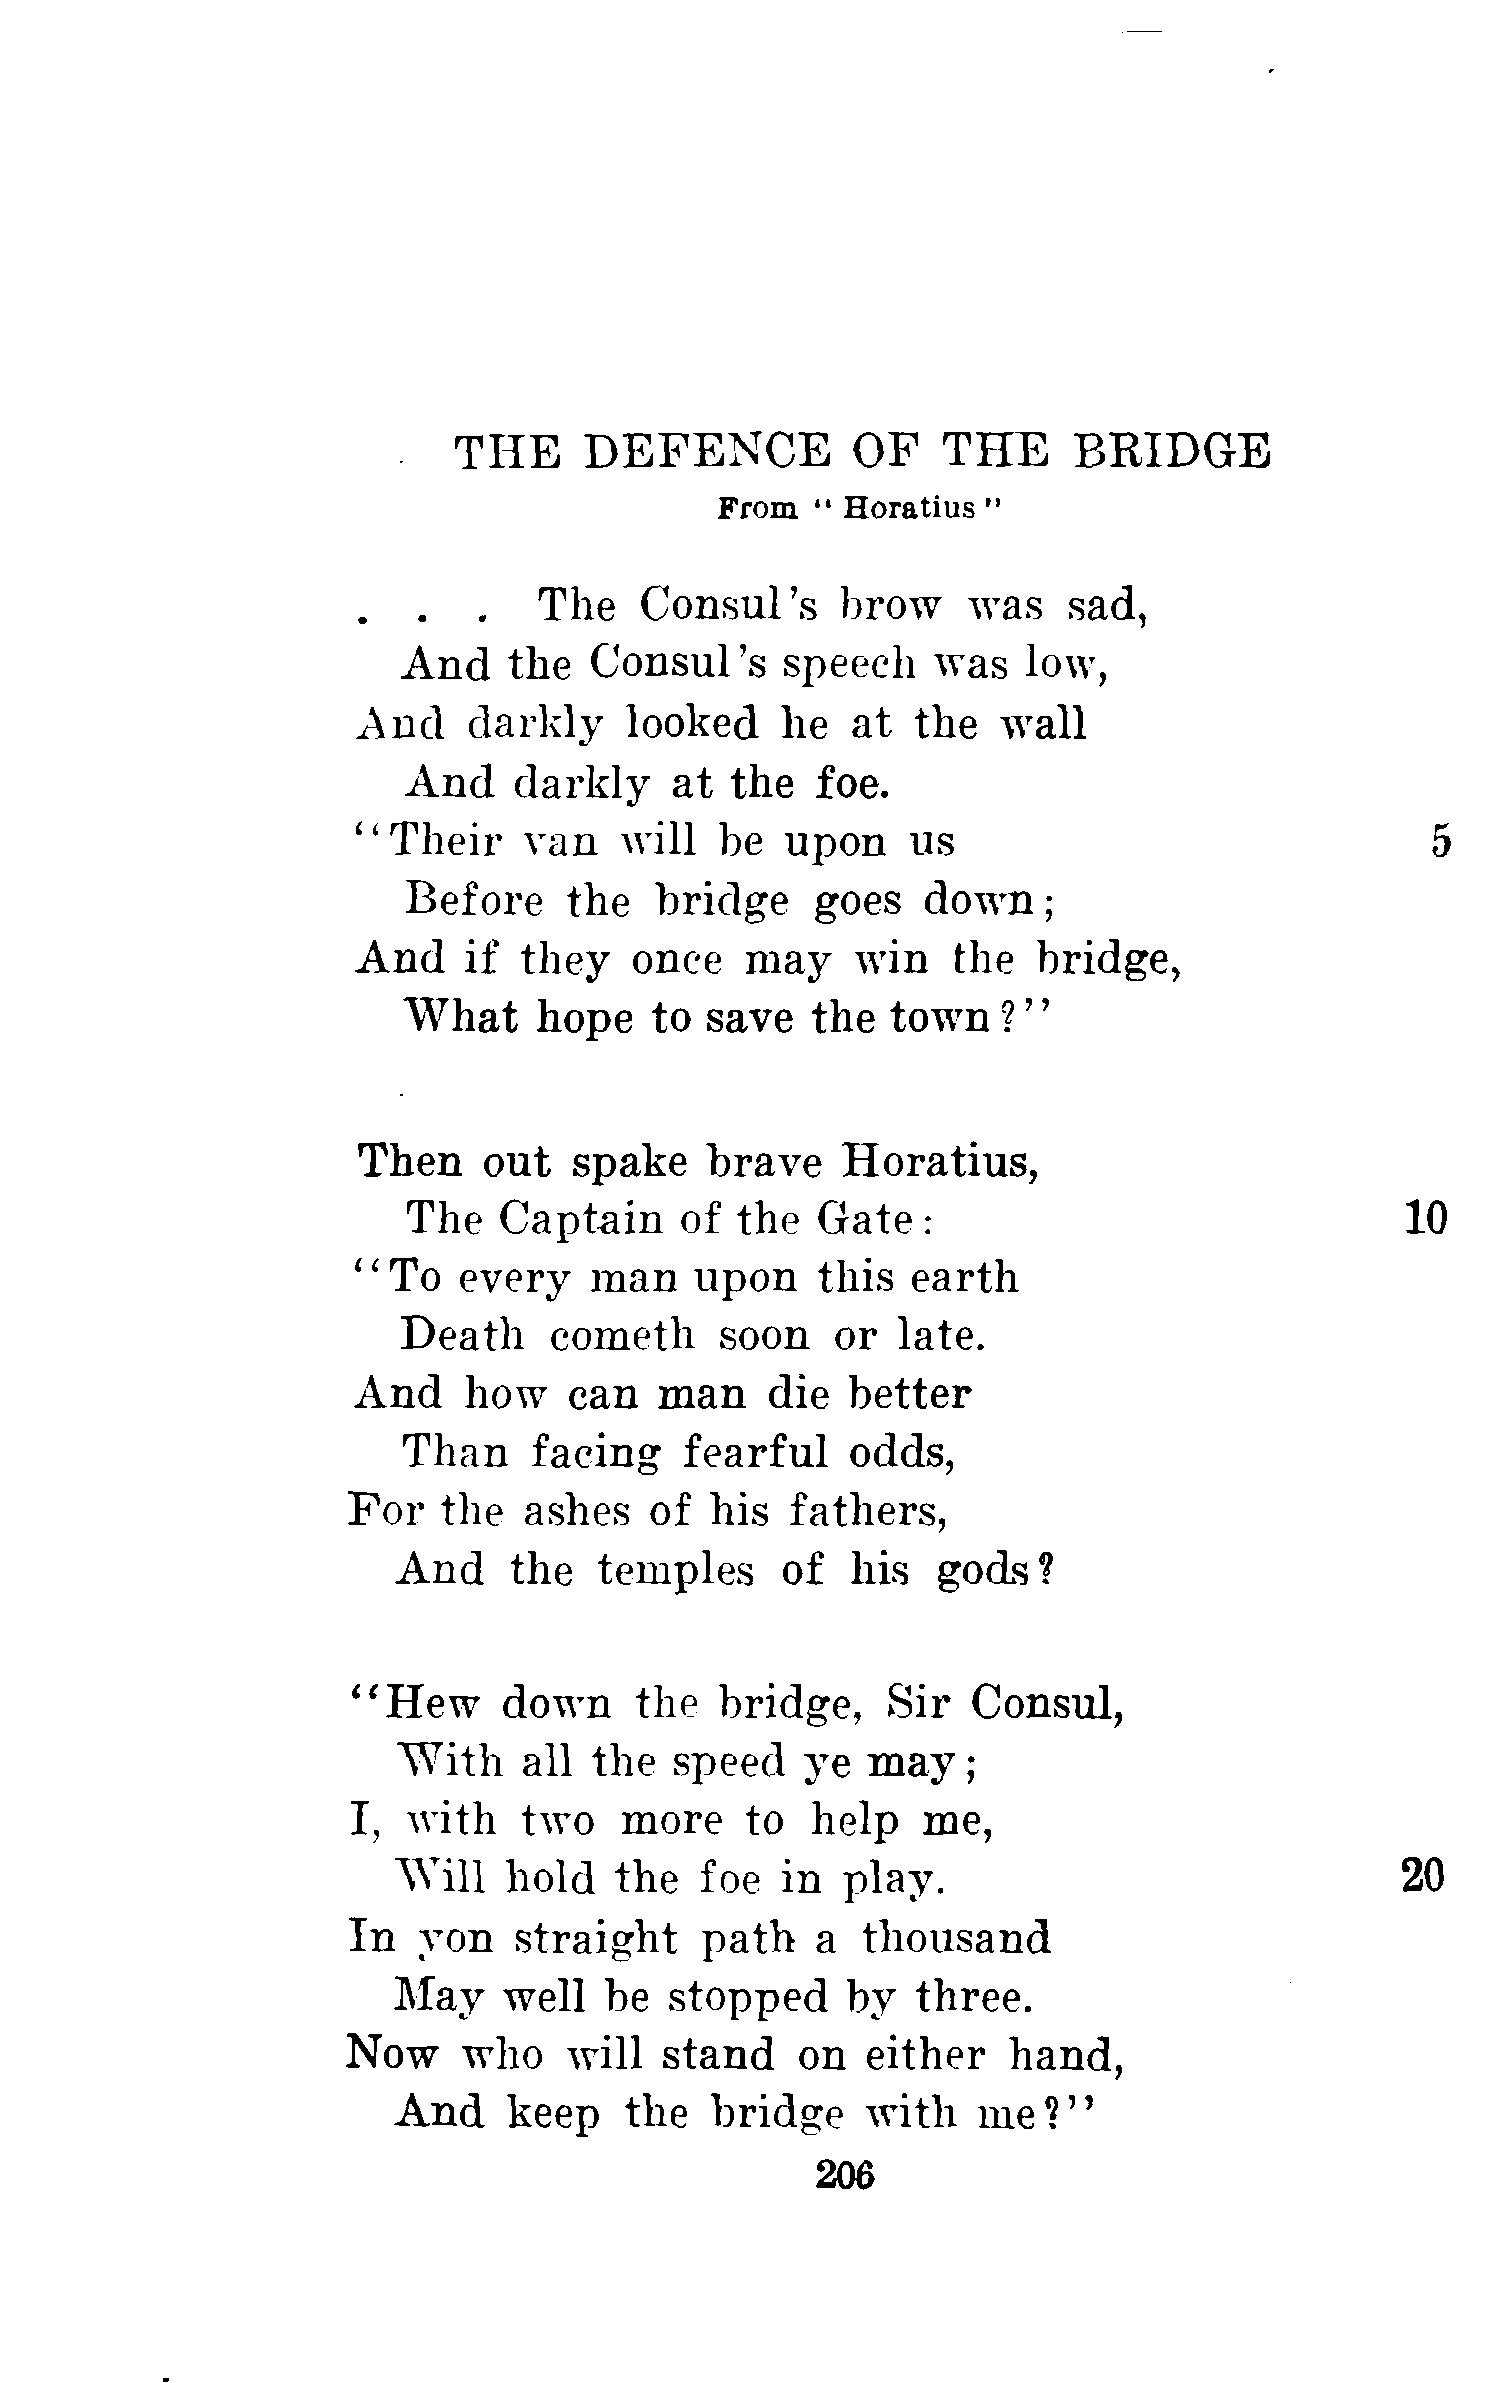 THE DEFENCE OF THE BRIDGE
From "Horatius"
. . . The Consul's brow was sad,
And the Consul's speech was low,
And darkly looked he at the wall
And darkly at the foe.
"Their van will be upon us 5
Before the bridge goes down;
And if they once may win the bridge,
What hope to save the town?"
Then out spake brave Horatius,
The Captain of the Gate: 10
"To every man upon this earth
Death cometh soon or late.
And how can man die better
Than facing fearful odds,
For the ashes of his fathers,
And the temples of his gods?
"Hew down the bridge, Sir Consul,
With all the speed ye may;
I, with two more to help me,
Will hold the foe in play. 20
In yon straight path a thousand
May well be stopped by three.
Now who will stand on either hand,
And keep the bridge with me?"
206